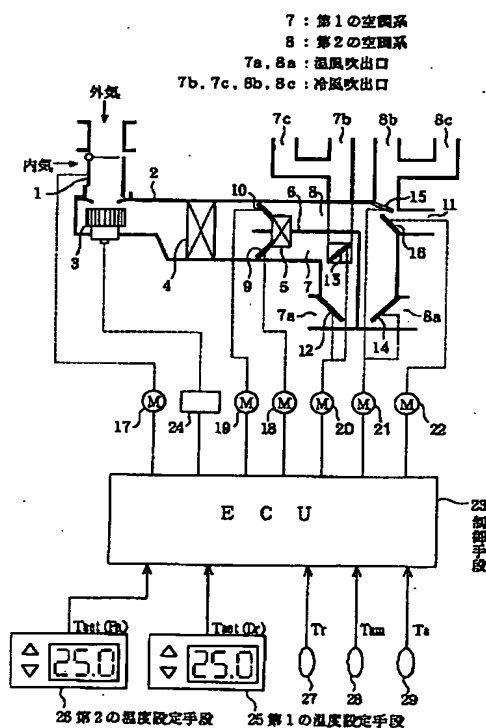 7 : 第1の空調系
8 : 第2の空調系
7a, 8a : 温風吹出口
7b, 7c, 8b, 8c : 冷風吹出口
外気
内気
7c 7b 8b 8c
1 2 10 6 8 15 11
3 4 9 5 7 13 16
7a 12 14 8a
M M M M M M
17 24 19 18 20 21 22
ECU
23 制御手段
Tset(Pa) Tset(Dr) Tr Tam Ts
25.0 25.0
27 28 29
26 第2の温度設定手段 25 第1の温度設定手段